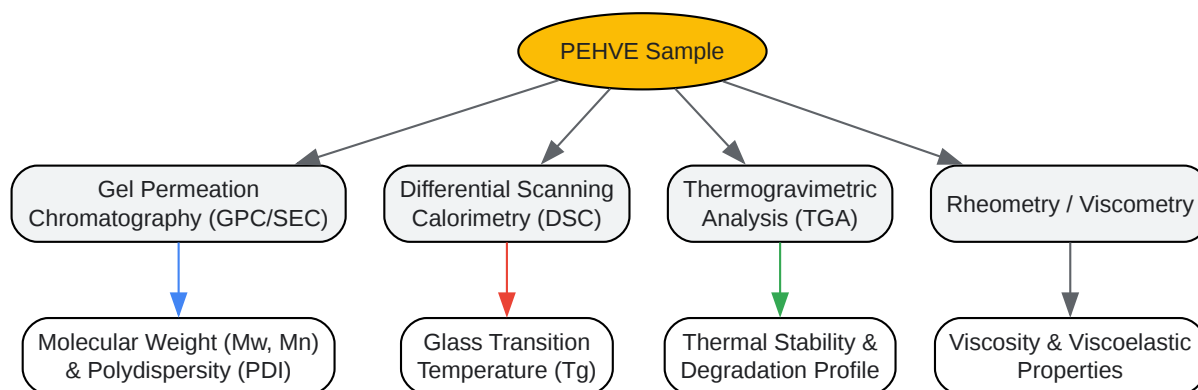 PEHVE Sample
Gel Permeation
Chromatography (GPC/SEC)
Differential Scanning
Calorimetry (DSC)
Thermogravimetric
Analysis (TGA)
Rheometry / Viscometry
Molecular Weight (Mw, Mn)
& Polydispersity (PDI)
Glass Transition
Temperature (Tg)
Thermal Stability &
Degradation Profile
Viscosity & Viscoelastic
Properties